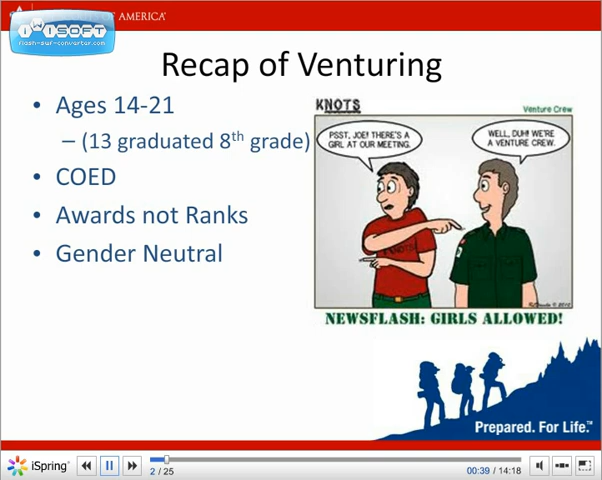 OF AMERICA
iWiSOFT
flash-swf-converter.com
Recap of Venturing
• Ages 14-21
– (13 graduated 8th grade)
• COED
• Awards not Ranks
• Gender Neutral
KNOTS
Venture Crew
PSST, JOE! THERE'S A
GIRL AT OUR MEETING.
WELL, DUH! WE'RE
A VENTURE CREW.
NEWSFLASH: GIRLS ALLOWED!
Prepared. For Life.™
iSpring
2 / 25
00:39 / 14:18